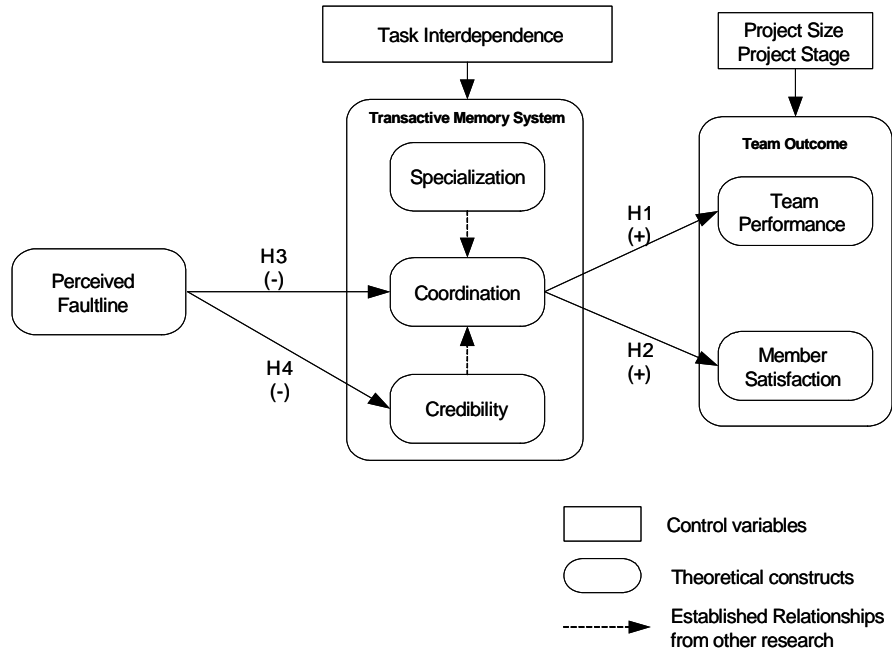 Task Interdependence
Project Size
Project Stage
Transactive Memory System
Team Outcome
Specialization
Team
Performance
H1
(+)
H3
(-)
Perceived
Faultline
Coordination
H2
(+)
Member
Satisfaction
H4
(-)
Credibility
Control variables
Theoretical constructs
Established Relationships
from other research